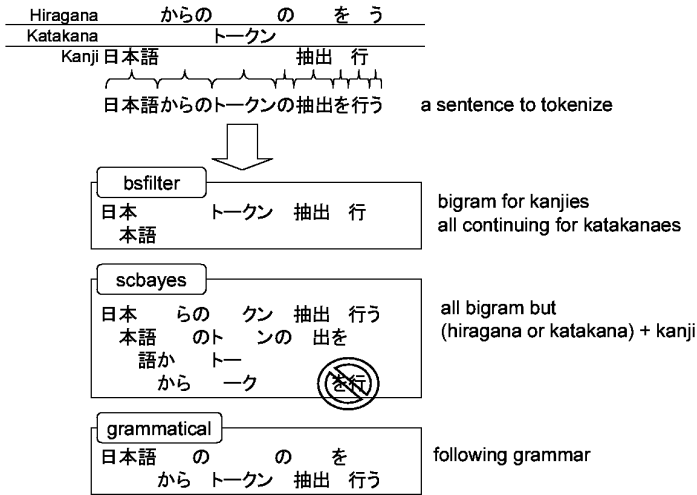 Hiragana からの の を う
Katakana トークン
Kanji 日本語 抽出 行
日本語からのトークンの抽出を行う a sentence to tokenize
bsfilter
日本 トークン 抽出 行
本語
bigram for kanjies
all continuing for katakanaes
scbayes
日本 らの クン 抽出 行う
本語 のト ンの 出を
語か トー
から ーク を行
all bigram but
(hiragana or katakana) + kanji
grammatical
日本語 の の を
から トークン 抽出 行う
following grammar